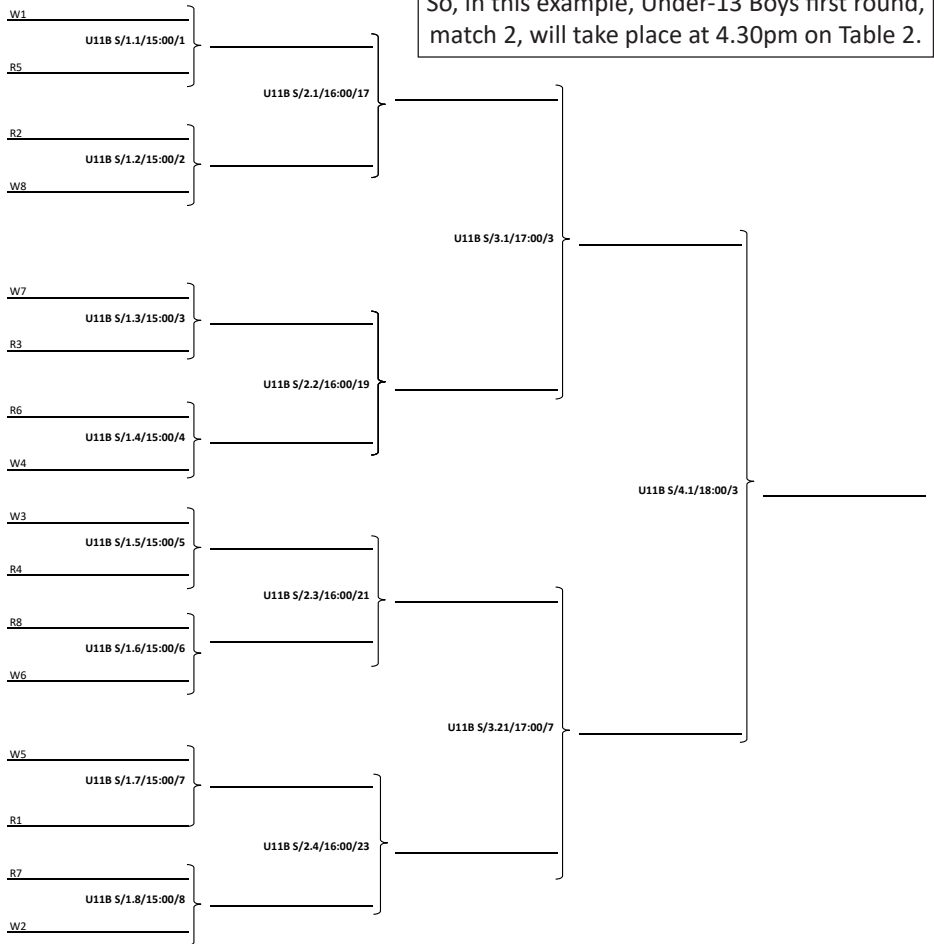 So, in this example, Under-13 Boys first round,
match 2, will take place at 4.30pm on Table 2.
W1
U11B S/1.1/15:00/1
R5
U11B S/2.1/16:00/17
R2
U11B S/1.2/15:00/2
W8
U11B S/3.1/17:00/3
W7
U11B S/1.3/15:00/3
R3
U11B S/2.2/16:00/19
R6
U11B S/1.4/15:00/4
W4
U11B S/4.1/18:00/3
W3
U11B S/1.5/15:00/5
R4
U11B S/2.3/16:00/21
R8
U11B S/1.6/15:00/6
W6
U11B S/3.21/17:00/7
W5
U11B S/1.7/15:00/7
R1
U11B S/2.4/16:00/23
R7
U11B S/1.8/15:00/8
W2